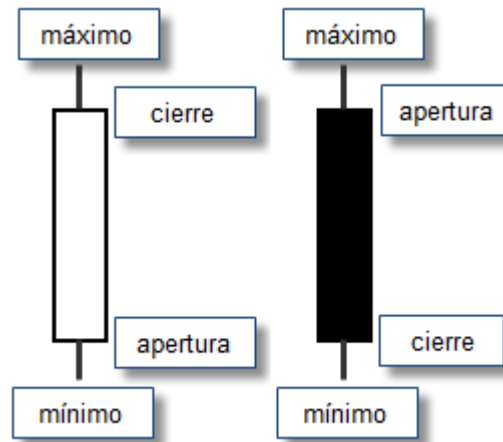 máximo
cierre
apertura
mínimo
máximo
apertura
cierre
mínimo